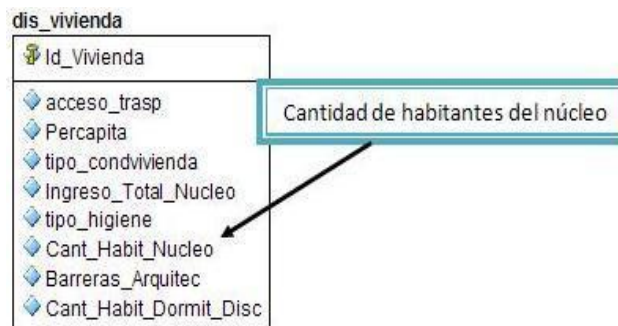 dis_vivienda
Id_Vivienda
acceso_trasp
Percapita
tipo_condvivienda
Ingreso_Total_Nucleo
tipo_higiene
Cant_Habit_Nucleo
Barreras_Arquitec
Cant_Habit_Dormit_Disc
Cantidad de habitantes del núcleo